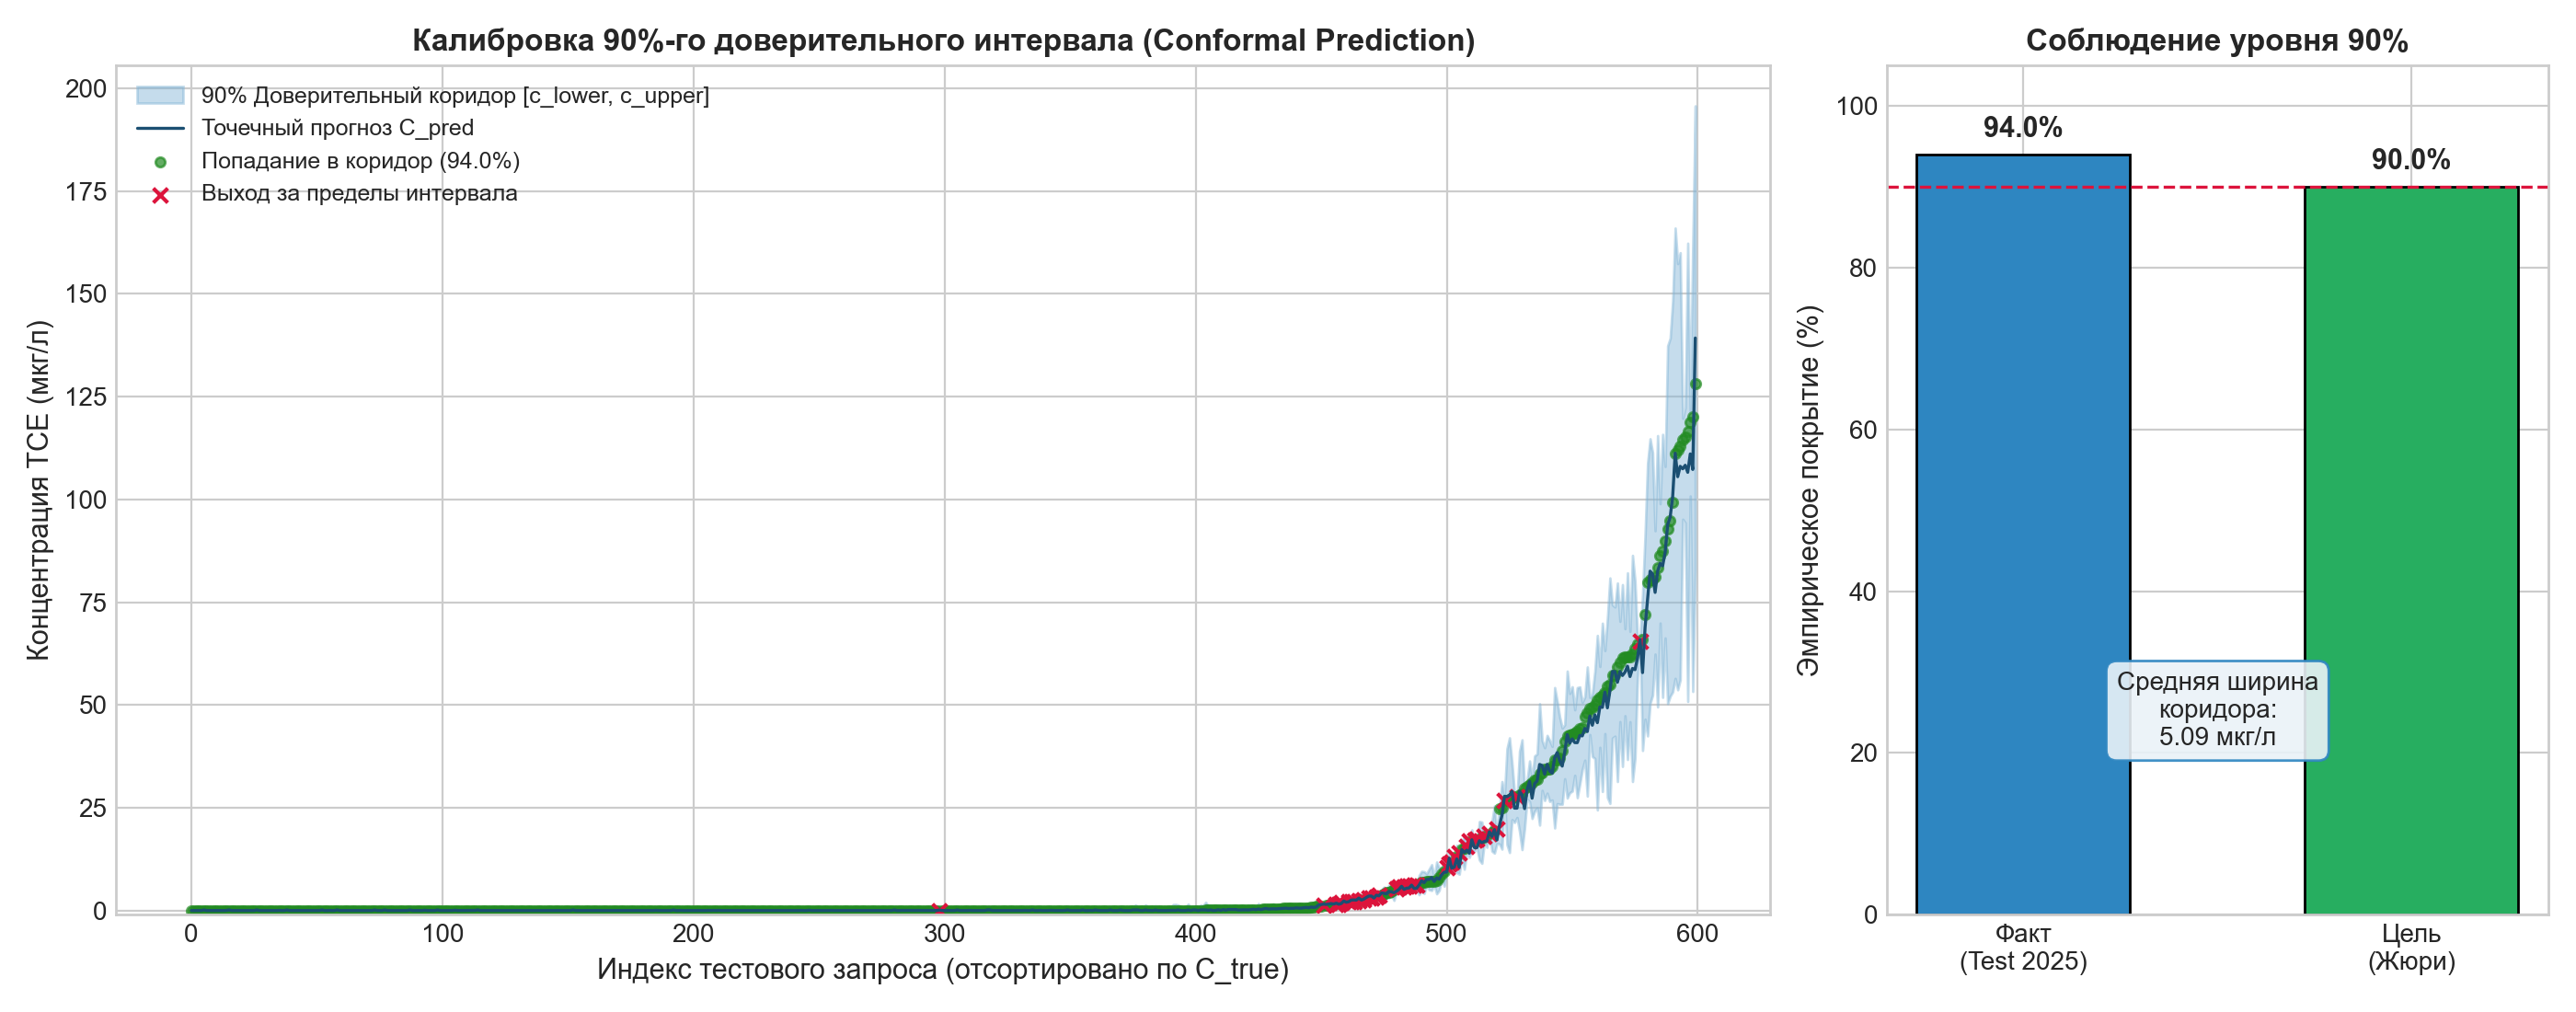 Калибровка 90%-го доверительного интервала (Conformal Prediction)
200
175
150
125
100
75
50
25
0
Концентрация TCE (мкг/л)
90% Доверительный коридор [c_lower, c_upper]
Точечный прогноз C_pred
Попадание в коридор (94.0%)
Выход за пределы интервала
0
100
200
300
400
500
600
Индекс тестового запроса (отсортировано по C_true)
Соблюдение уровня 90%
100
80
60
40
20
0
Эмпирическое покрытие (%)
94.0%
90.0%
Средняя ширина
коридора:
5.09 мкг/л
Факт
(Test 2025)
Цель
(Жюри)